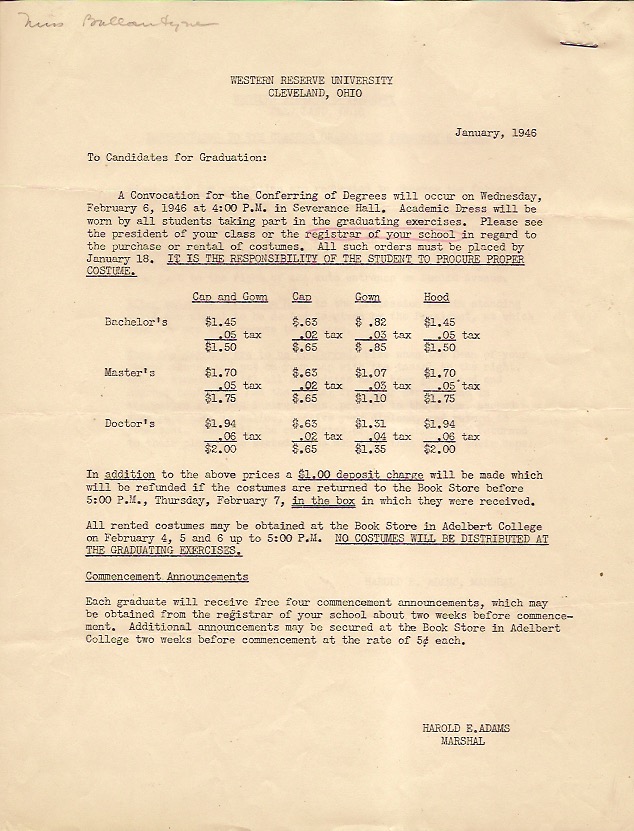 Miss Ballantyne
WESTERN RESERVE UNIVERSITY
CLEVELAND, OHIO
January, 1946
To Candidates for Graduation:
A Convocation for the Conferring of Degrees will occur on Wednesday,
February 6, 1946 at 4:00 P.M. in Severance Hall. Academic Dress will be
worn by all students taking part in the graduating exercises. Please see
the president of your class or the registrar of your school in regard to
the purchase or rental of costumes. All such orders must be placed by
January 18. IT IS THE RESPONSIBILITY OF THE STUDENT TO PROCURE PROPER
COSTUME.
Cap and Gown Cap Gown Hood
Bachelor's $1.45 $.63 $ .82 $1.45
.05 tax .02 tax .03 tax .05 tax
$1.50 $.65 $ .85 $1.50
Master's $1.70 $.63 $1.07 $1.70
.05 tax .02 tax .03 tax .05 tax
$1.75 $.65 $1.10 $1.75
Doctor's $1.94 $.63 $1.31 $1.94
.06 tax .02 tax .04 tax .06 tax
$2.00 $.65 $1.35 $2.00
In addition to the above prices a $1.00 deposit charge will be made which
will be refunded if the costumes are returned to the Book Store before
5:00 P.M., Thursday, February 7, in the box in which they were received.
All rented costumes may be obtained at the Book Store in Adelbert College
on February 4, 5 and 6 up to 5:00 P.M. NO COSTUMES WILL BE DISTRIBUTED AT
THE GRADUATING EXERCISES.
Commencement Announcements
Each graduate will receive free four commencement announcements, which may
be obtained from the registrar of your school about two weeks before commence-
ment. Additional announcements may be secured at the Book Store in Adelbert
College two weeks before commencement at the rate of 5¢ each.
HAROLD E.ADAMS
MARSHAL